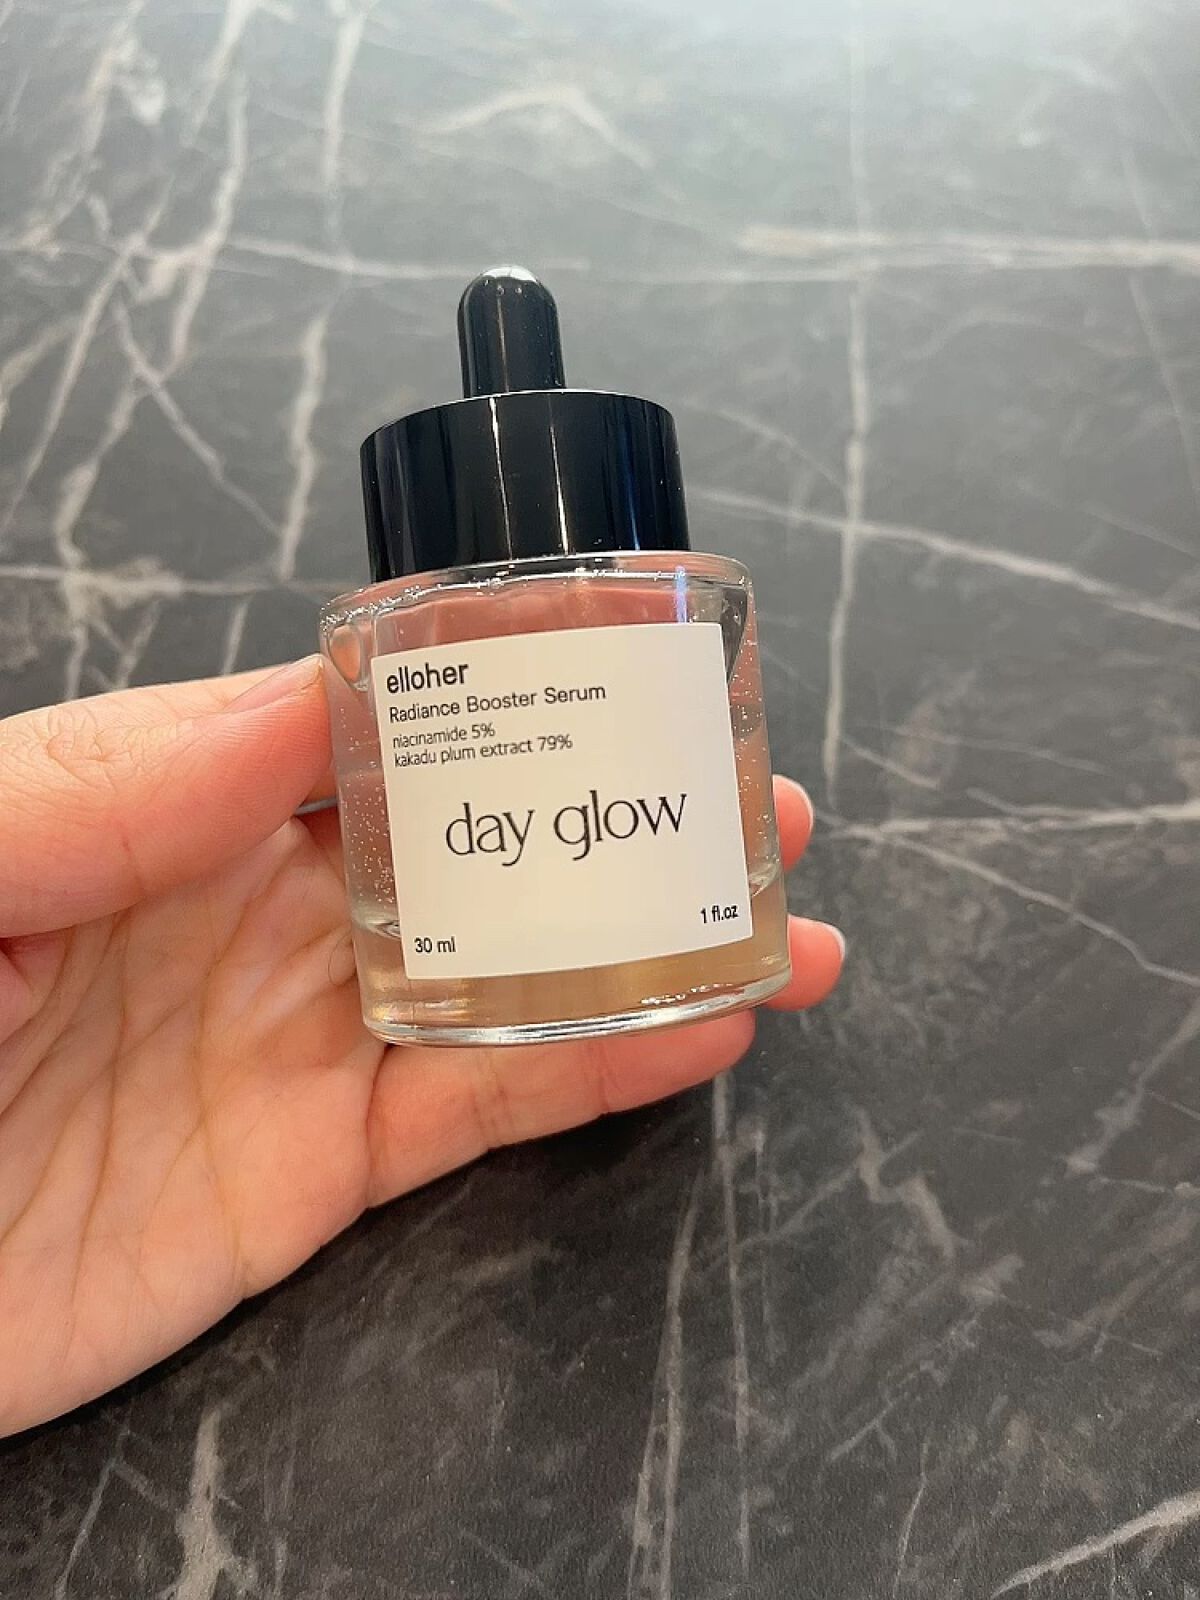 elloher
Radiance Booster Serum
niacinamide 5%
kakadu plum extract 79%
day glow
30 ml
1 fl.oz